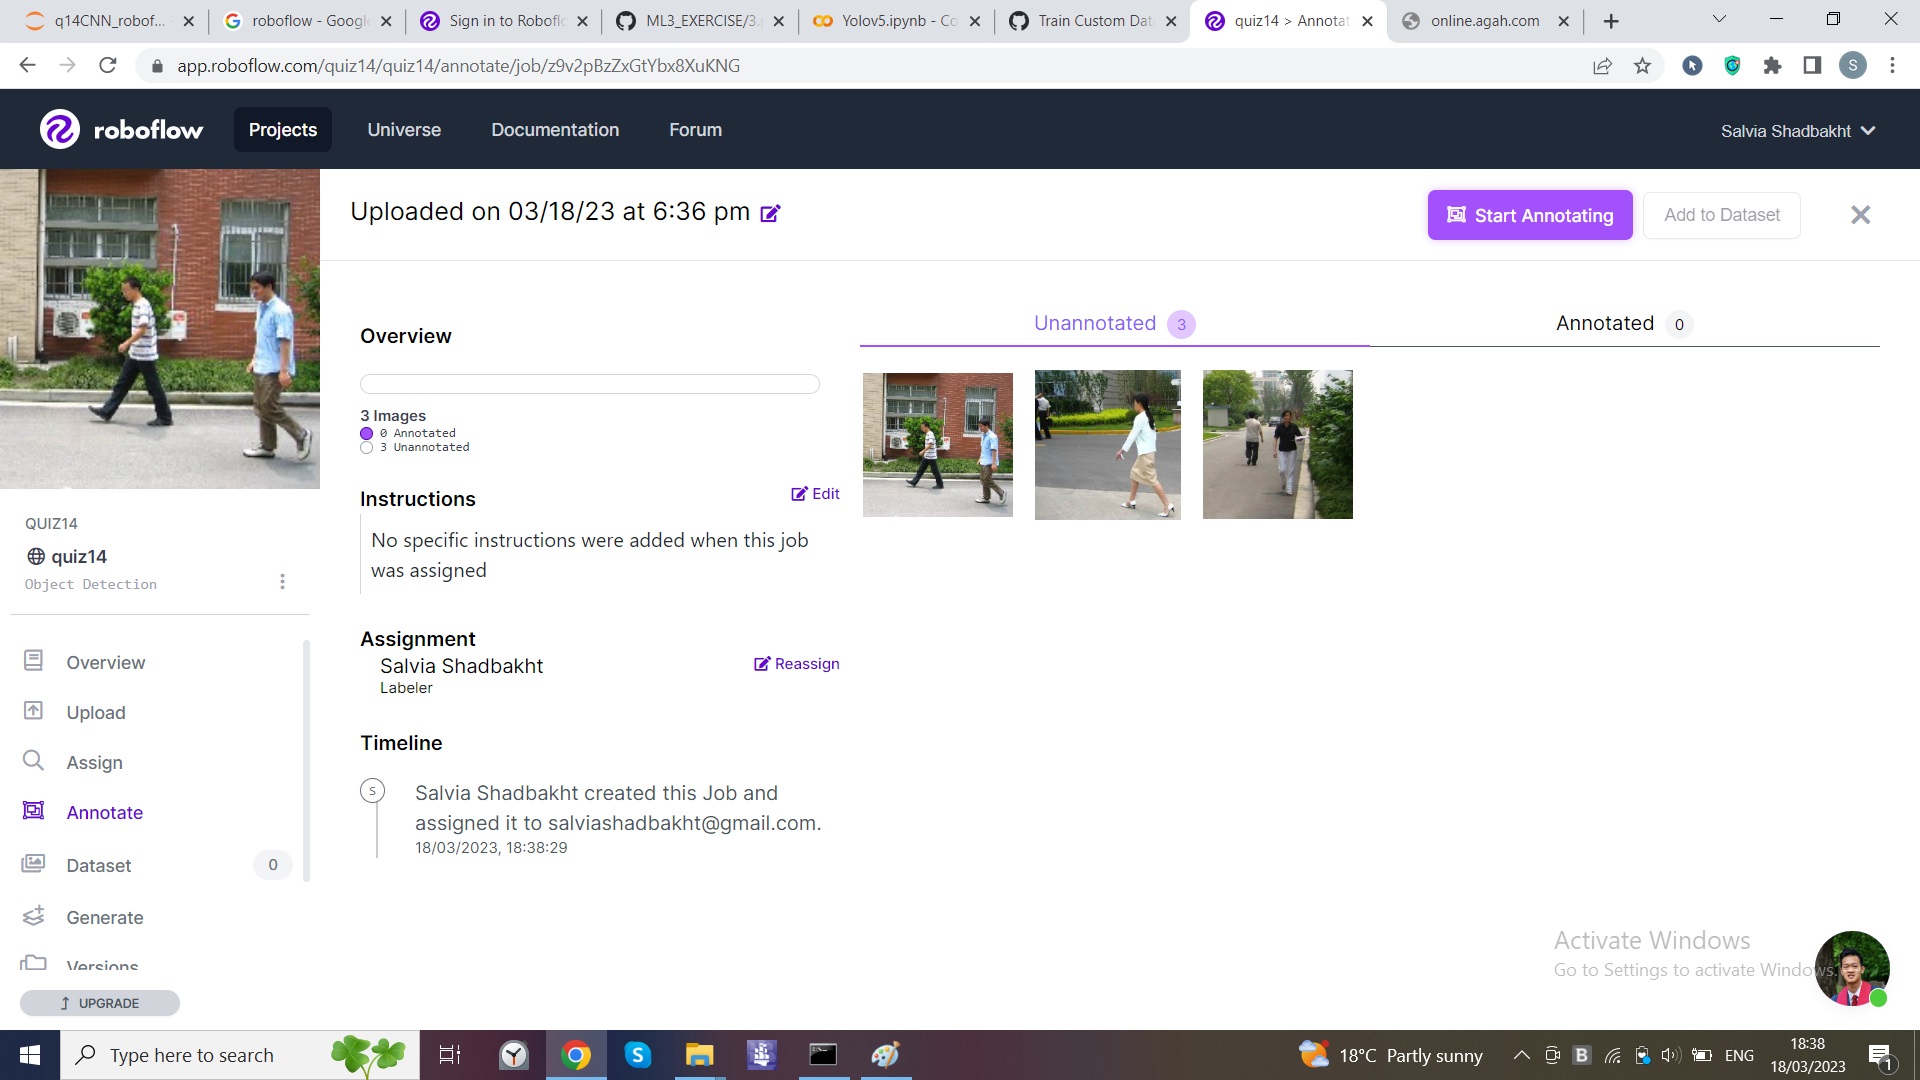 q14CNN_robof...
roboflow - Google
Sign in to Roboflo
ML3_EXERCISE/3.
Yolov5.ipynb - Co
Train Custom Dat
quiz14 > Annotat
online.agah.com
app.roboflow.com/quiz14/quiz14/annotate/job/z9v2pBzZxGtYbx8XuKNG
S
roboflow
Projects
Universe
Documentation
Forum
Salvia Shadbakht
Uploaded on 03/18/23 at 6:36 pm
Start Annotating
Add to Dataset
QUIZ14
quiz14
Object Detection
Overview
Upload
Assign
Annotate
Dataset
0
Generate
Versions
UPGRADE
Overview
3 Images
0 Annotated
3 Unannotated
Instructions
Edit
No specific instructions were added when this job
was assigned
Assignment
Salvia Shadbakht
Reassign
Labeler
Timeline
S
Salvia Shadbakht created this Job and
assigned it to salviashadbakht@gmail.com.
18/03/2023, 18:38:29
Unannotated 3
Annotated 0
Activate Windows
Go to Settings to activate Windows.
Type here to search
18°C Partly sunny
ENG
18:38
18/03/2023
1